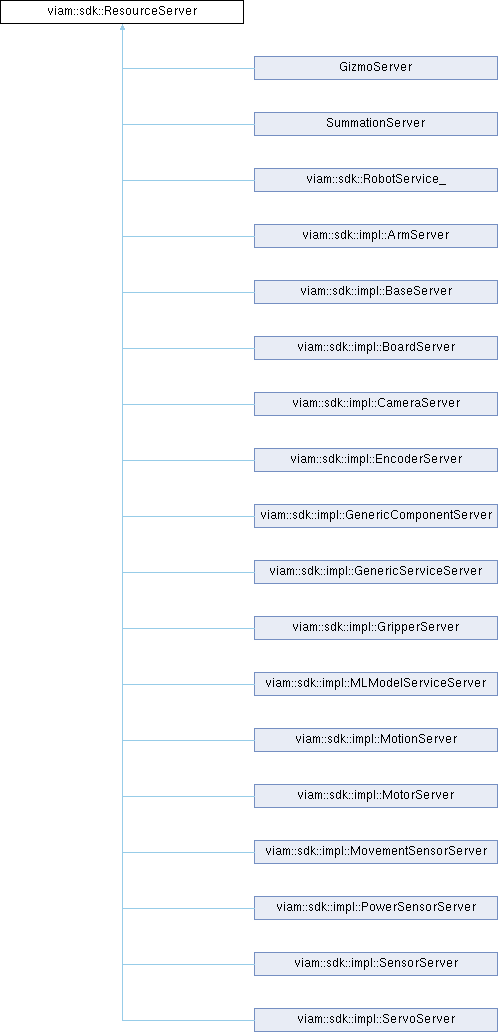 viam::sdk::ResourceServer
GizmoServer
SummationServer
viam::sdk::RobotService_
viam::sdk::impl::ArmServer
viam::sdk::impl::BaseServer
viam::sdk::impl::BoardServer
viam::sdk::impl::CameraServer
viam::sdk::impl::EncoderServer
viam::sdk::impl::GenericComponentServer
viam::sdk::impl::GenericServiceServer
viam::sdk::impl::GripperServer
viam::sdk::impl::MLModelServiceServer
viam::sdk::impl::MotionServer
viam::sdk::impl::MotorServer
viam::sdk::impl::MovementSensorServer
viam::sdk::impl::PowerSensorServer
viam::sdk::impl::SensorServer
viam::sdk::impl::ServoServer